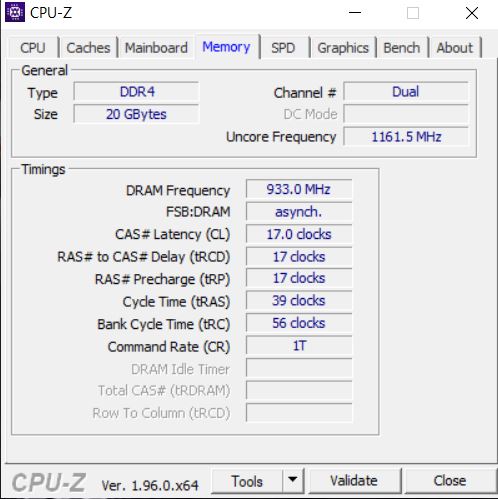 CPU-Z
CPU Caches Mainboard Memory SPD Graphics Bench About
General
Type DDR4 Channel # Dual
DC Mode
Size 20 GBytes
Uncore Frequency 1161.5 MHz
Timings
DRAM Frequency 933.0 MHz
FSB:DRAM asynch.
CAS# Latency (CL) 17.0 clocks
RAS# to CAS# Delay (tRCD) 17 clocks
RAS# Precharge (tRP) 17 clocks
Cycle Time (tRAS) 39 clocks
Bank Cycle Time (tRC) 56 clocks
Command Rate (CR) 1T
DRAM Idle Timer
Total CAS# (tRDRAM)
Row To Column (tRCD)
CPU-Z Ver. 1.96.0.x64 Tools Validate Close